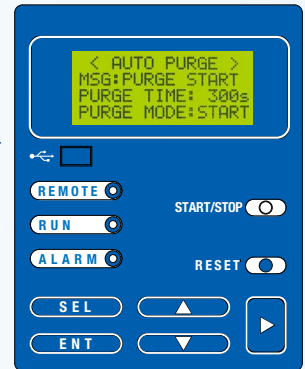 < AUTO PURGE >
MSG:PURGE START
PURGE TIME: 300s
PURGE MODE:START
REMOTE
START/STOP
RUN
ALARM
RESET
SEL
ENT